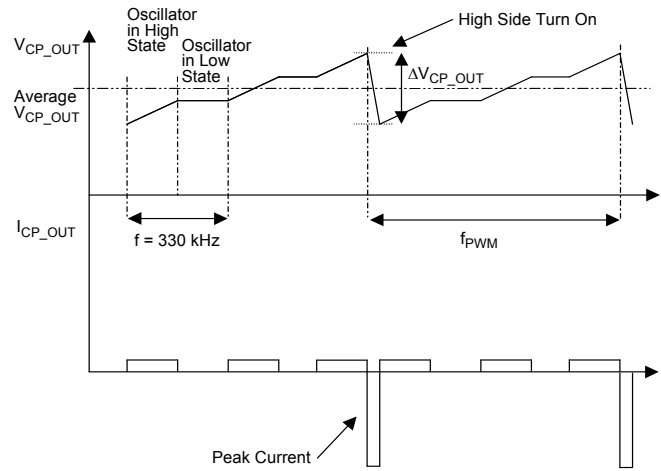 Oscillator
in High
State
Oscillator
in Low
State
High Side Turn On
V_CP_OUT
ΔV_CP_OUT
Average
V_CP_OUT
I_CP_OUT
f = 330 kHz
f_PWM
Peak Current